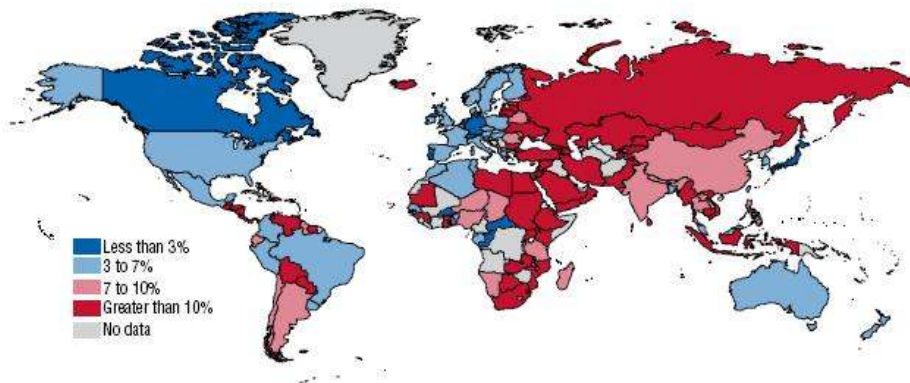 Less than 3%
3 to 7%
7 to 10%
Greater than 10%
No data